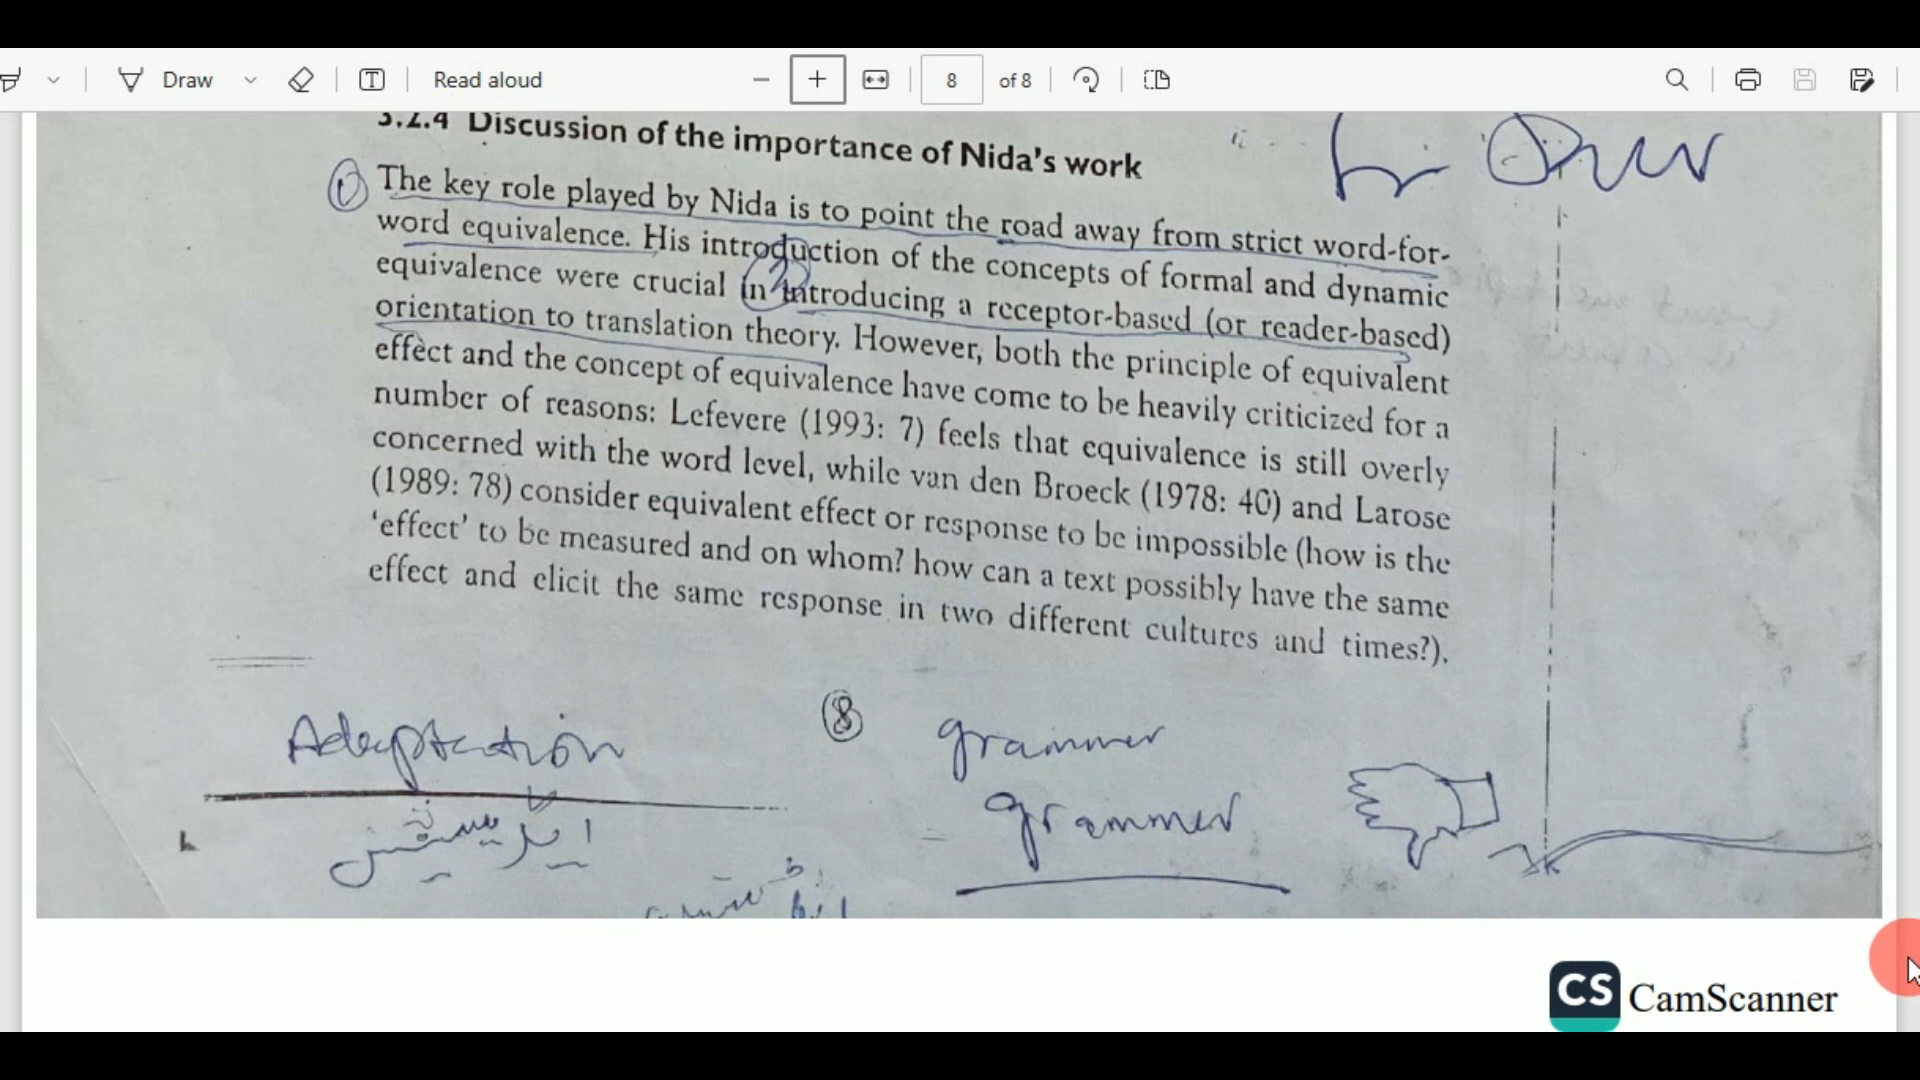 Draw
Read aloud
8 of 8
3.2.4 Discussion of the importance of Nida's work
① The key role played by Nida is to point the road away from strict word-for-
word equivalence. His introduction of the concepts of formal and dynamic
equivalence were crucial in introducing a receptor-based (or reader-based)
2
orientation to translation theory. However, both the principle of equivalent
effect and the concept of equivalence have come to be heavily criticized for a
number of reasons: Lefevere (1993: 7) feels that equivalence is still overly
concerned with the word level, while van den Broeck (1978: 40) and Larose
(1989: 78) consider equivalent effect or response to be impossible (how is the
'effect' to be measured and on whom? how can a text possibly have the same
effect and elicit the same response in two different cultures and times?).
Adaptation
⑧
grammer
grammer
CS CamScanner